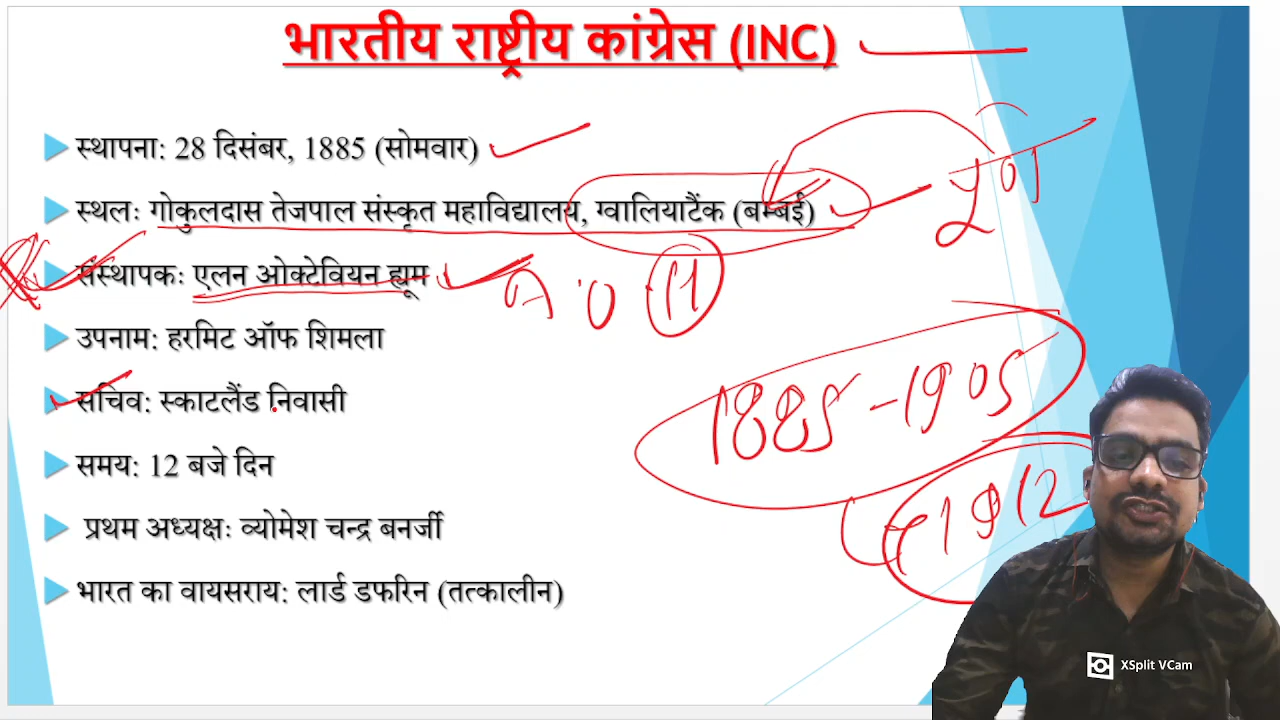 भारतीय राष्ट्रीय कांग्रेस (INC)
स्थापना: 28 दिसंबर, 1885 (सोमवार)
पुणे
स्थलः गोकुलदास तेजपाल संस्कृत महाविद्यालय, ग्वालियाटैंक (बम्बई)
संस्थापकः एलन ओक्टेवियन ह्यूम
उपनाम: हरमिट ऑफ शिमला
1885-1905
सचिव: स्काटलैंड निवासी
समय: 12 बजे दिन
1912
प्रथम अध्यक्षः व्योमेश चन्द्र बनर्जी
भारत का वायसराय: लार्ड डफरिन (तत्कालीन)
XSplit VCam